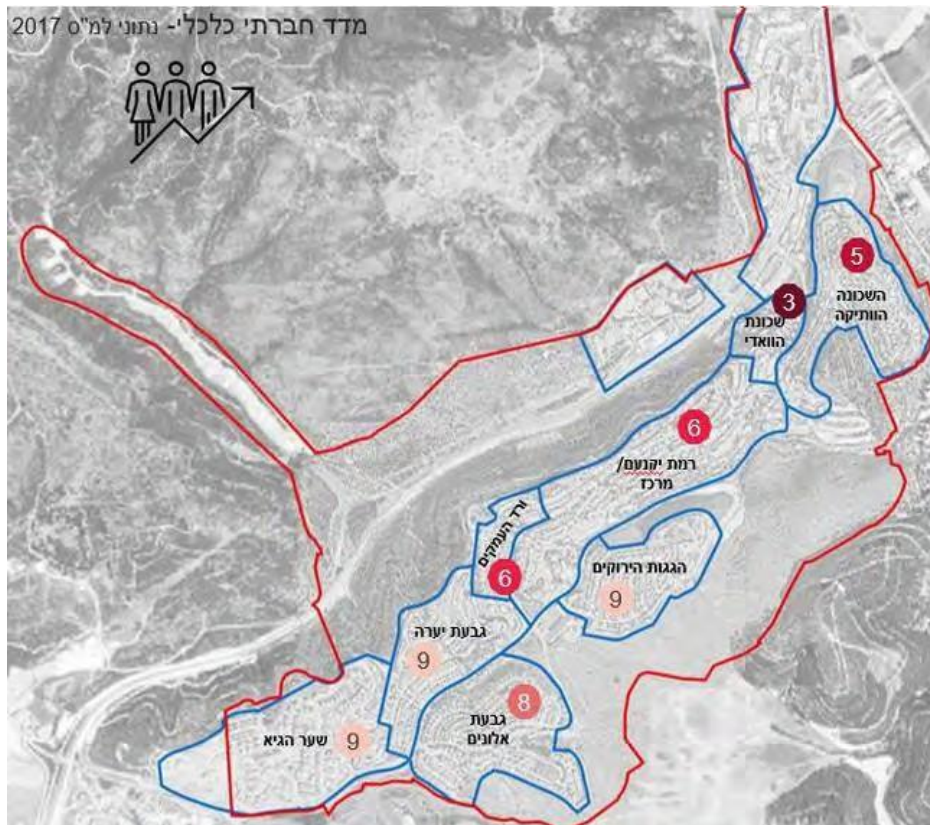 מדד חברתי כלכלי- נתוני למ"ס 2017
5
השכונה
הוותיקה
3
שכונת
הוואדי
6
רמת יקנעם/
מרכז
ורד העמקים
6
הגגות הירוקים
9
גבעת יערה
9
8
גבעת
אלונים
שער הגיא
9